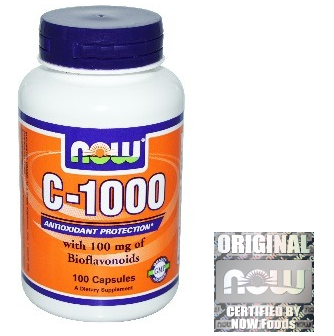 NOW
C-1000
ANTIOXIDANT PROTECTION*
with 100 mg of
Bioflavonoids
100 Capsules
A Dietary Supplement
GMP
ORIGINAL
NOW
CERTIFIED BY
NOW.FOODS